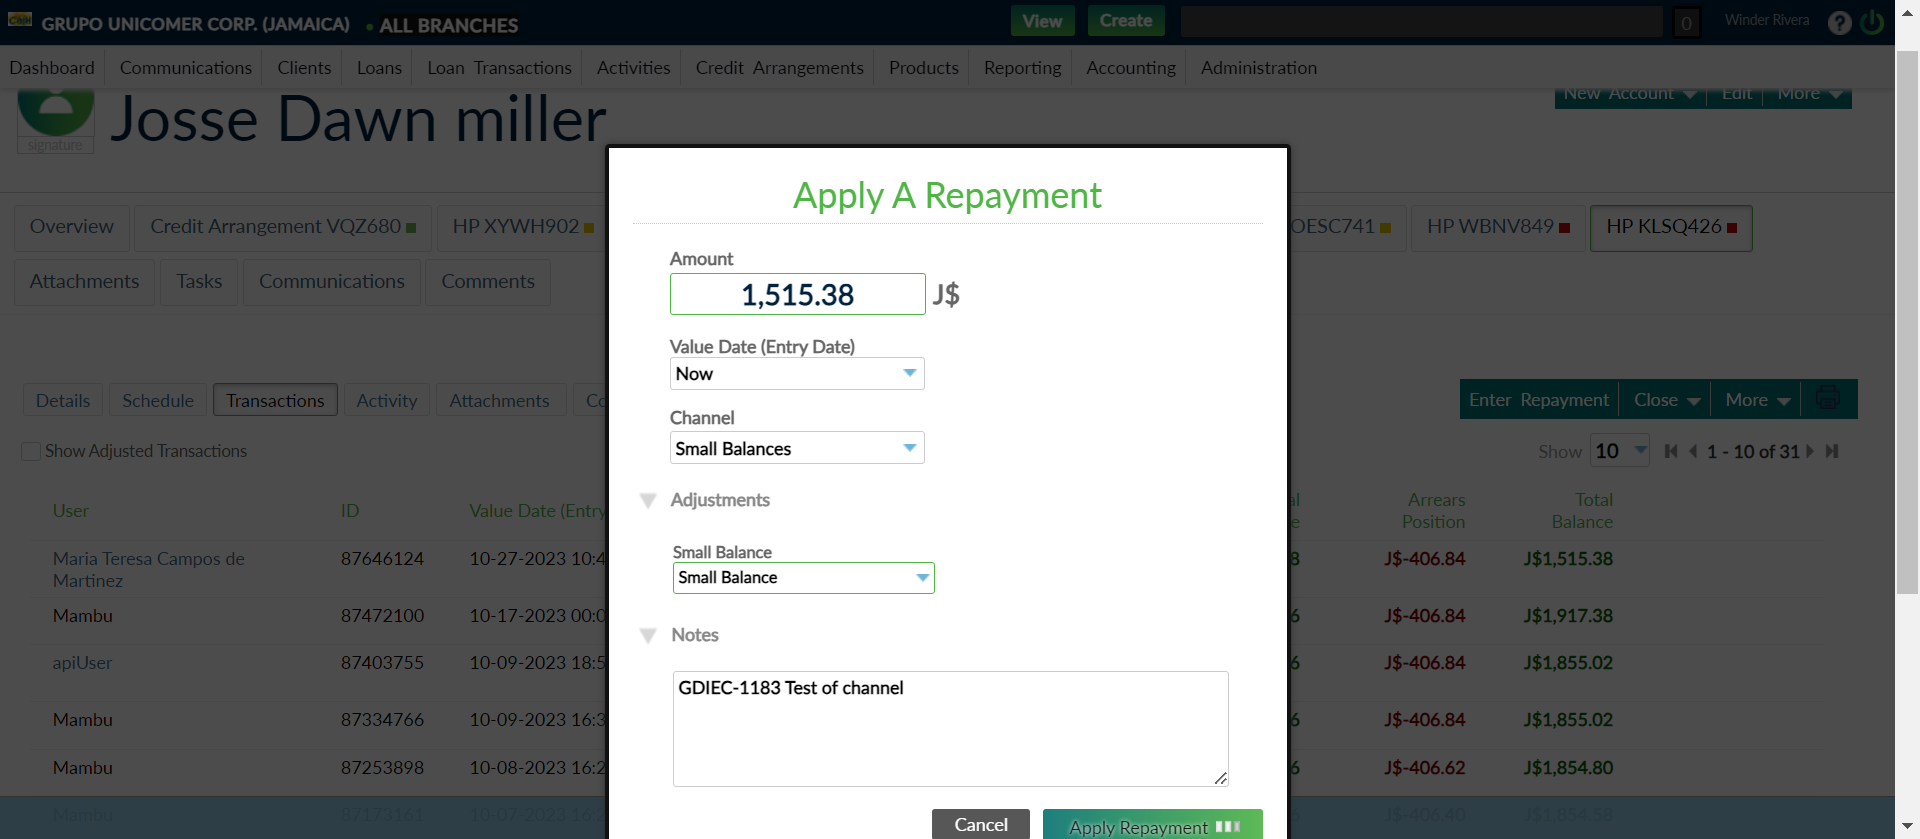 GRUPO UNICOMER CORP. (JAMAICA) • ALL BRANCHES View Create 0 Winder Rivera ?
Dashboard Communications Clients Loans Loan Transactions Activities Credit Arrangements Products Reporting Accounting Administration
New Account Edit More
Josse Dawn miller
signature
Overview Credit Arrangement VQZ680 HP XYWH902 OESC741 HP WBNV849 HP KLSQ426
Attachments Tasks Communications Comments
Details Schedule Transactions Activity Attachments Co
Enter Repayment Close More
Show Adjusted Transactions
Show 10 1 - 10 of 31
User ID Value Date (Entry Arrears Position Total Balance
Maria Teresa Campos de Martinez 87646124 10-27-2023 10:4 8 J$-406.84 J$1,515.38
Mambu 87472100 10-17-2023 00:0 6 J$-406.84 J$1,917.38
apiUser 87403755 10-09-2023 18:5 6 J$-406.84 J$1,855.02
Mambu 87334766 10-09-2023 16:3 6 J$-406.84 J$1,855.02
Mambu 87253898 10-08-2023 16:2 6 J$-406.62 J$1,854.80
Mambu 87173161 10-07-2023 J$-406.40 J$1,854.58
Apply A Repayment
Amount
1,515.38 J$
Value Date (Entry Date)
Now
Channel
Small Balances
Adjustments
Small Balance
Small Balance
Notes
GDIEC-1183 Test of channel
Cancel Apply Repayment